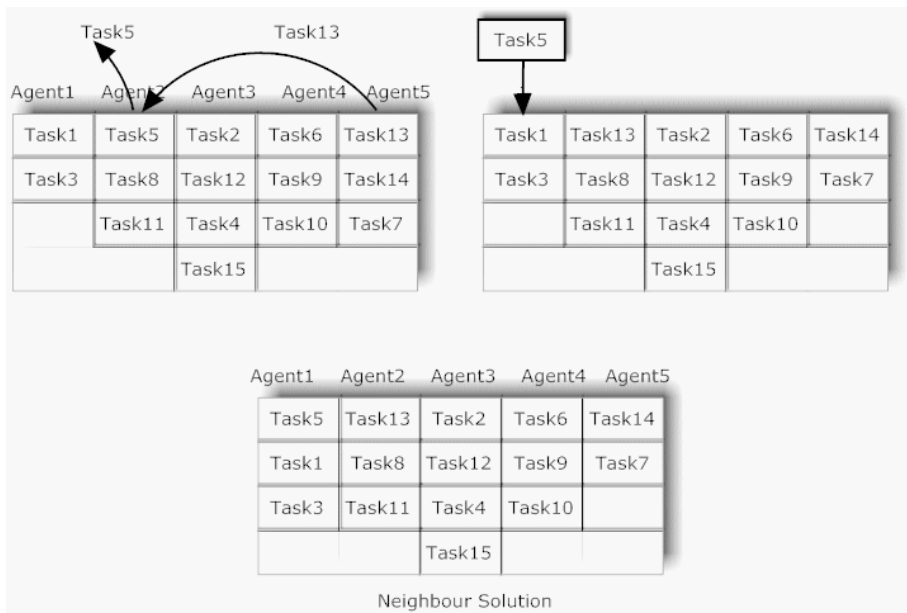 Task5 Task13
Agent1 Agent2 Agent3 Agent4 Agent5
Task1 Task5 Task2 Task6 Task13
Task3 Task8 Task12 Task9 Task14
Task11 Task4 Task10 Task7
Task15
Task5
Task1 Task13 Task2 Task6 Task14
Task3 Task8 Task12 Task9 Task7
Task11 Task4 Task10
Task15
Agent1 Agent2 Agent3 Agent4 Agent5
Task5 Task13 Task2 Task6 Task14
Task1 Task8 Task12 Task9 Task7
Task3 Task11 Task4 Task10
Task15
Neighbour Solution